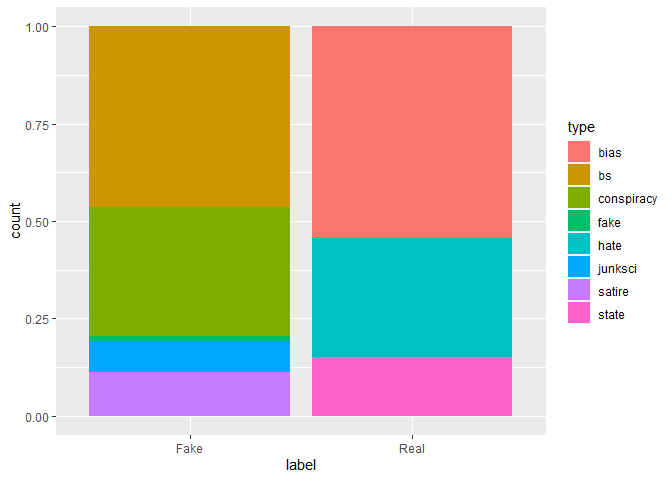 1.00
0.75
0.50
0.25
0.00
count
Fake
Real
label
type
bias
bs
conspiracy
fake
hate
junksci
satire
state